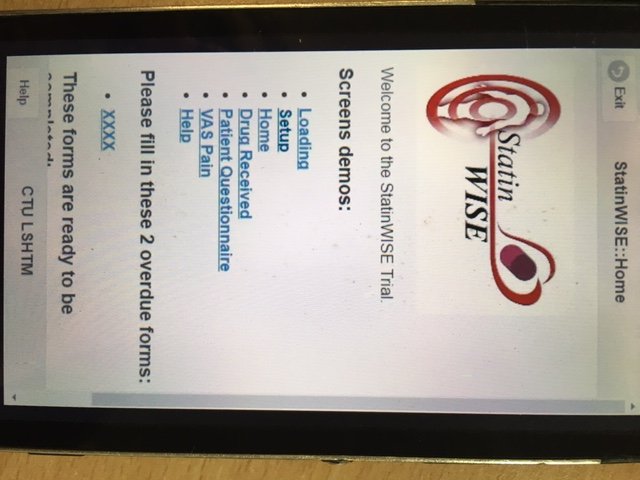 Exit
StatinWISE::Home
Statin
WISE
Welcome to the StatinWISE Trial.
Screens demos:
Loading
Setup
Home
Drug Received
Patient Questionnaire
VAS Pain
Help
Please fill in these 2 overdue forms:
XXXX
These forms are ready to be
completed:
Help
CTU LSHTM